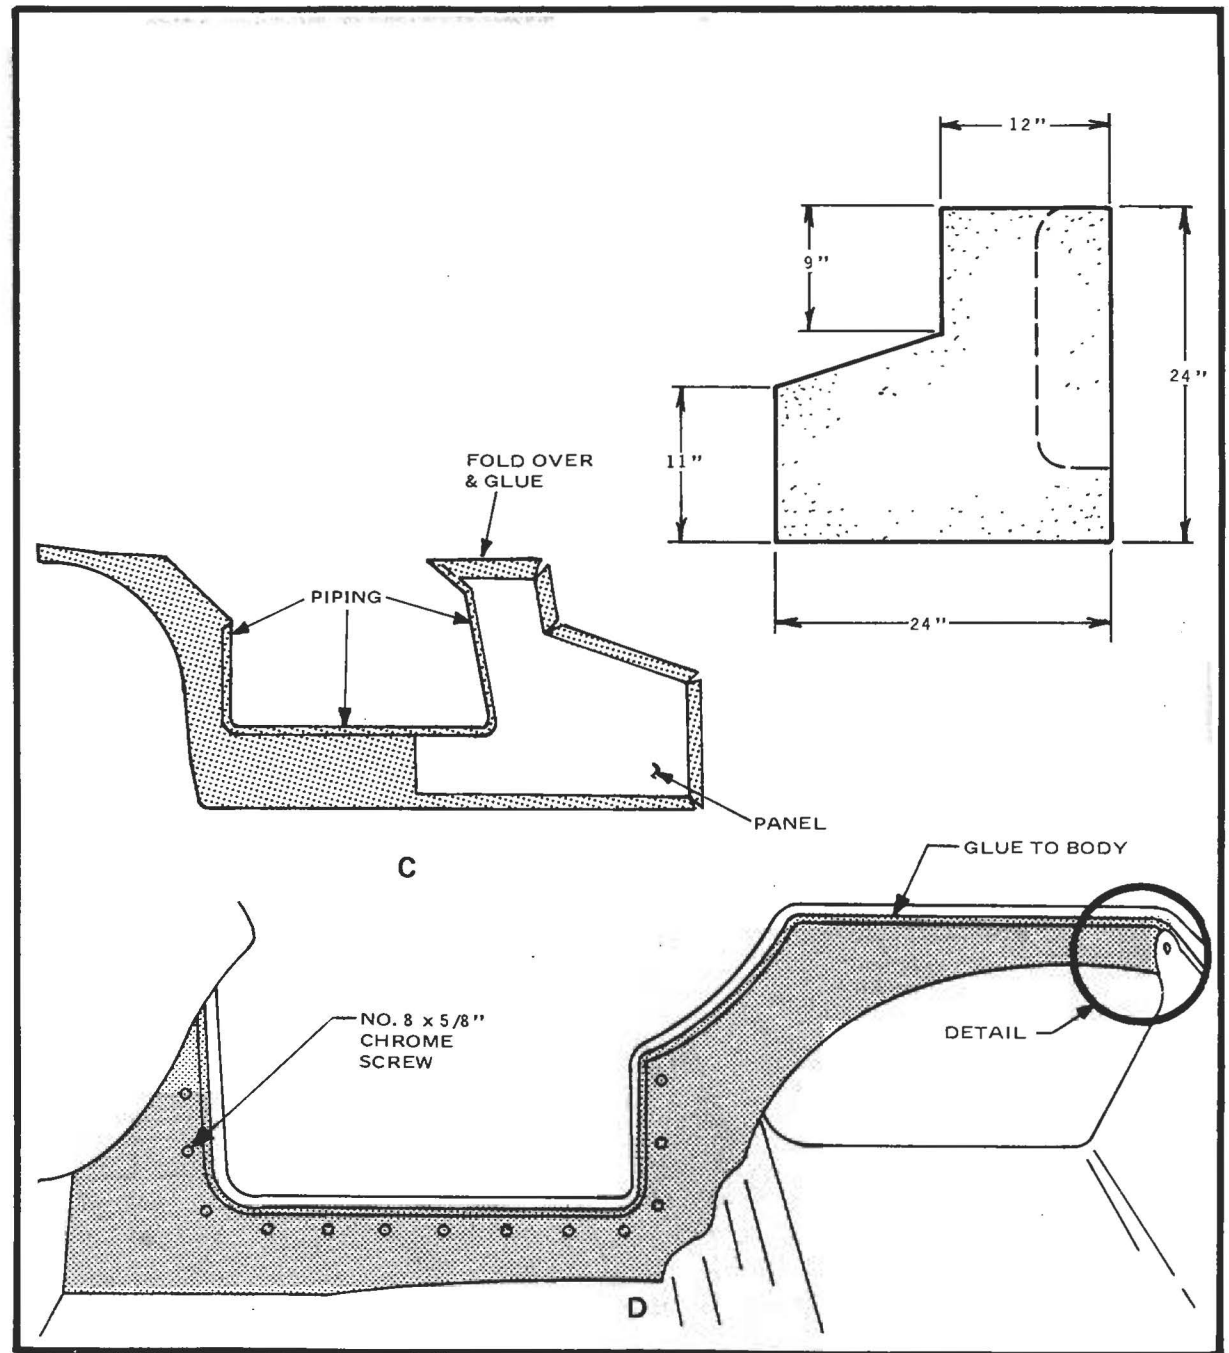 12"
9"
24"
11"
24"
FOLD OVER
& GLUE
PIPING
PANEL
C
GLUE TO BODY
NO. 8 x 5/8"
CHROME
SCREW
DETAIL
D